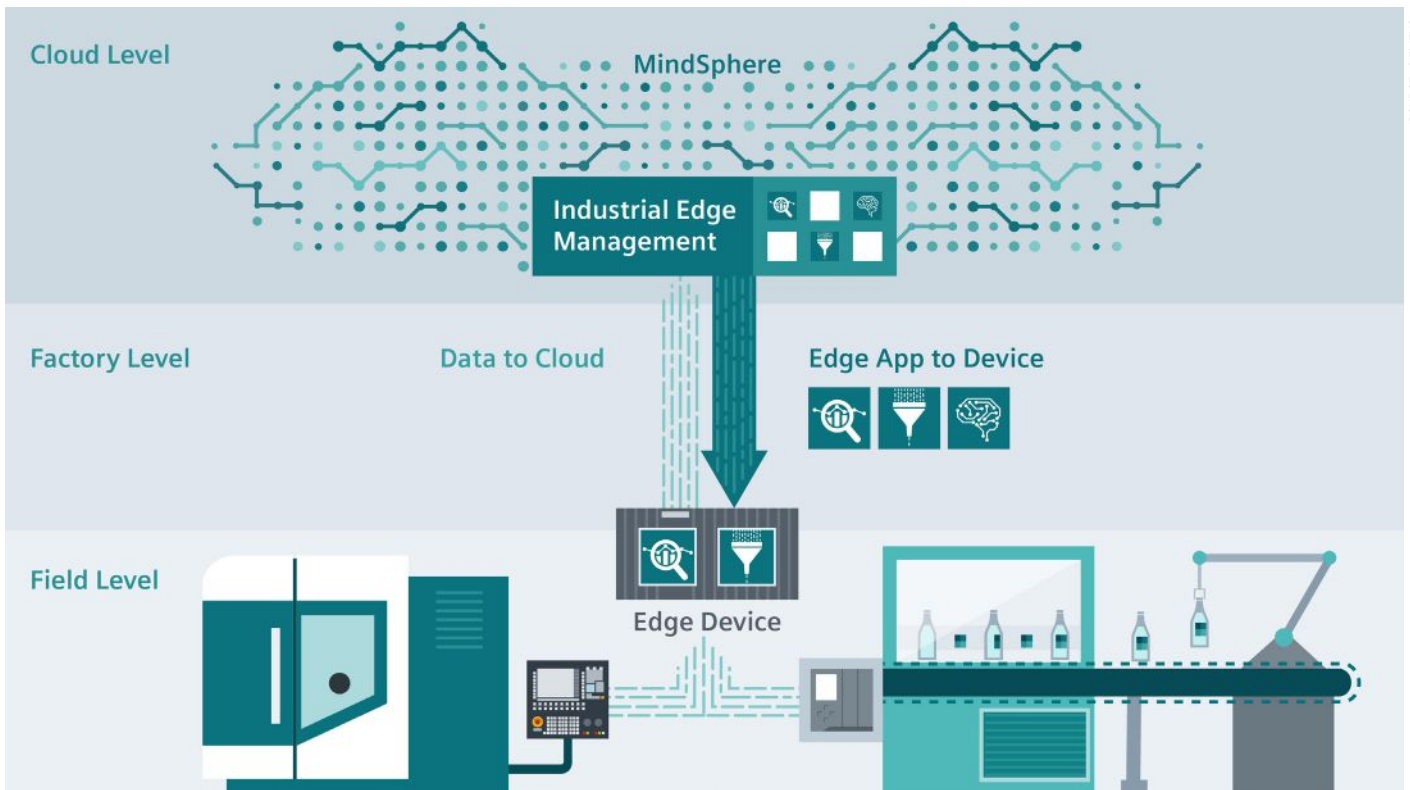 Cloud Level
MindSphere
Industrial Edge
Management
Factory Level
Data to Cloud
Edge App to Device
Field Level
Edge Device